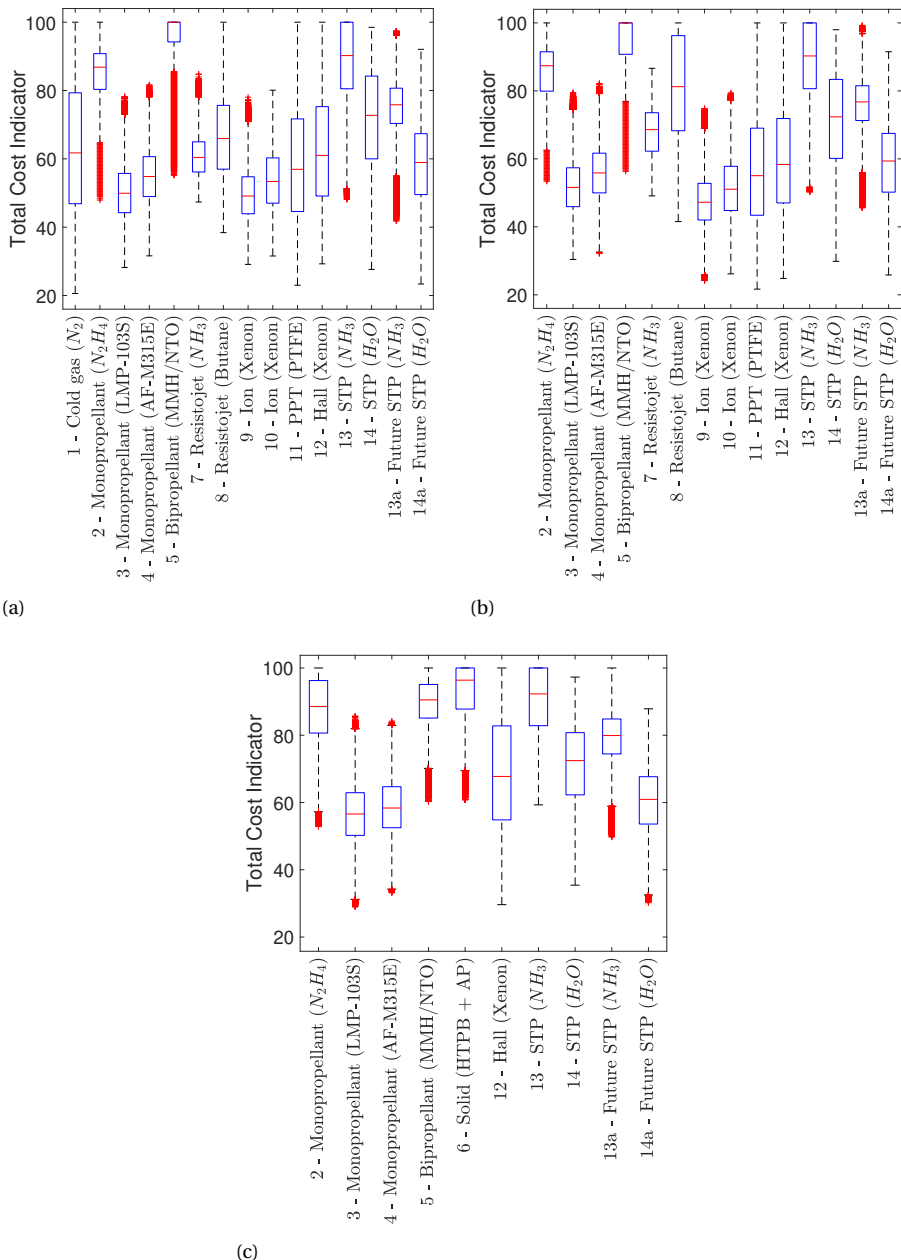 100
80
60
40
20
Total Cost Indicator
1 - Cold gas (N₂)
2 - Monopropellant (N₂H₄)
3 - Monopropellant (LMP-103S)
4 - Monopropellant (AF-M315E)
5 - Bipropellant (MMH/NTO)
7 - Resistojet (NH₃)
8 - Resistojet (Butane)
9 - Ion (Xenon)
10 - Ion (Xenon)
11 - PPT (PTFE)
12 - Hall (Xenon)
13 - STP (NH₃)
14 - STP (H₂O)
13a - Future STP (NH₃)
14a - Future STP (H₂O)
(a)
100
80
60
40
20
Total Cost Indicator
2 - Monopropellant (N₂H₄)
3 - Monopropellant (LMP-103S)
4 - Monopropellant (AF-M315E)
5 - Bipropellant (MMH/NTO)
7 - Resistojet (NH₃)
8 - Resistojet (Butane)
9 - Ion (Xenon)
10 - Ion (Xenon)
11 - PPT (PTFE)
12 - Hall (Xenon)
13 - STP (NH₃)
14 - STP (H₂O)
13a - Future STP (NH₃)
14a - Future STP (H₂O)
(b)
100
80
60
40
20
Total Cost Indicator
2 - Monopropellant (N₂H₄)
3 - Monopropellant (LMP-103S)
4 - Monopropellant (AF-M315E)
5 - Bipropellant (MMH/NTO)
6 - Solid (HTPB + AP)
12 - Hall (Xenon)
13 - STP (NH₃)
14 - STP (H₂O)
13a - Future STP (NH₃)
14a - Future STP (H₂O)
(c)